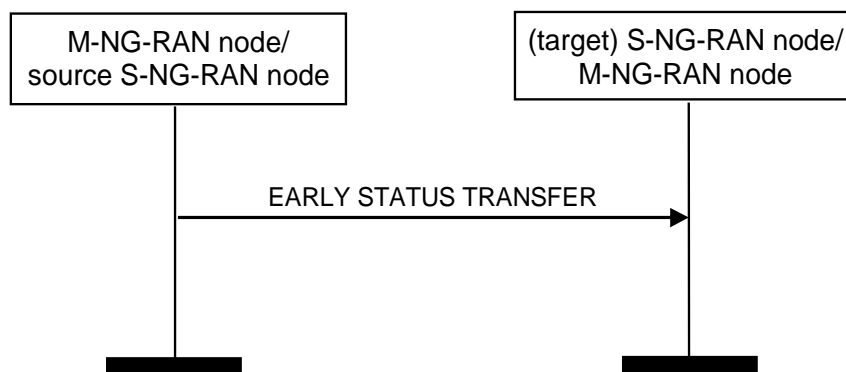 M-NG-RAN node/
source S-NG-RAN node
(target) S-NG-RAN node/
M-NG-RAN node
EARLY STATUS TRANSFER